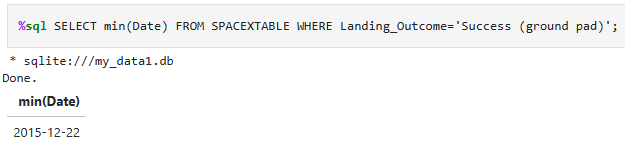 %sql SELECT min(Date) FROM SPACEXTABLE WHERE Landing_Outcome='Success (ground pad)';
* sqlite:///my_data1.db
Done.
min(Date)
2015-12-22